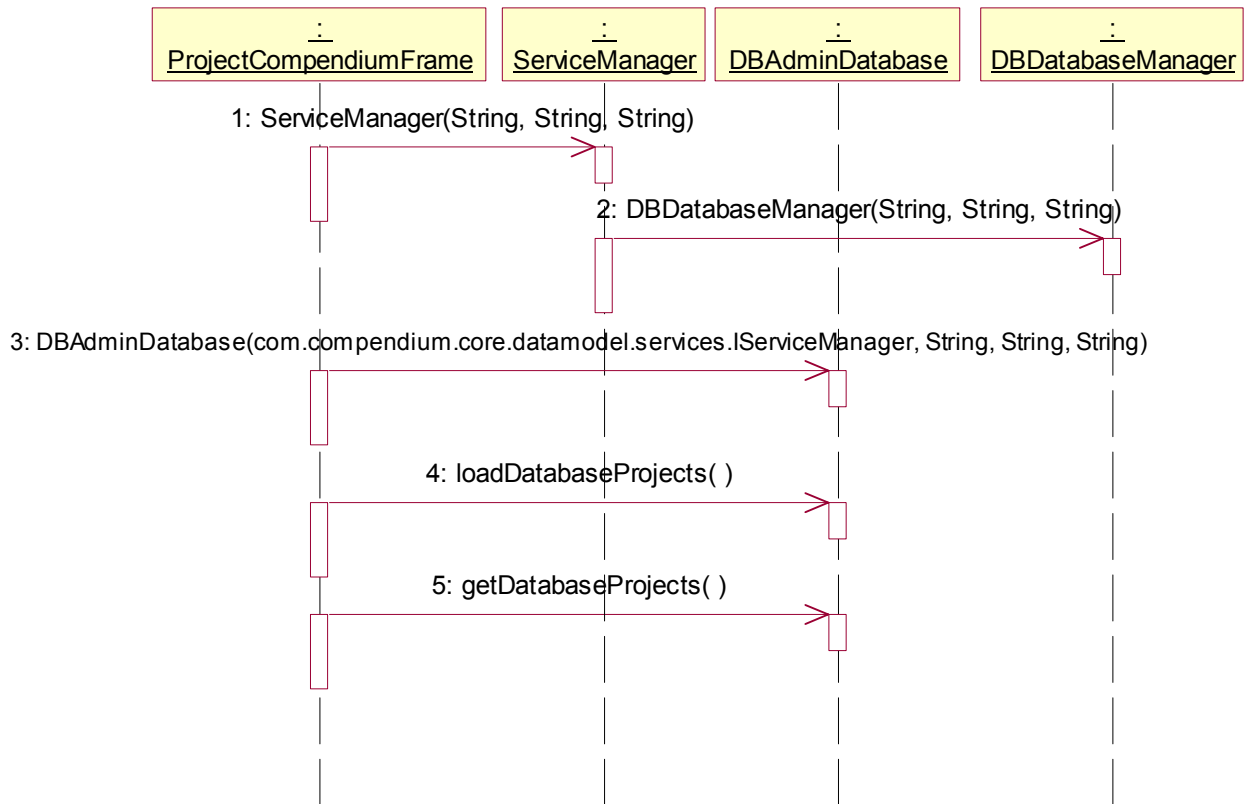 : : : :
ProjectCompendiumFrame ServiceManager DBAdminDatabase DBDatabaseManager
1: ServiceManager(String, String, String)
2: DBDatabaseManager(String, String, String)
3: DBAdminDatabase(com.compendium.core.datamodel.services.IServiceManager, String, String, String)
4: loadDatabaseProjects( )
5: getDatabaseProjects( )